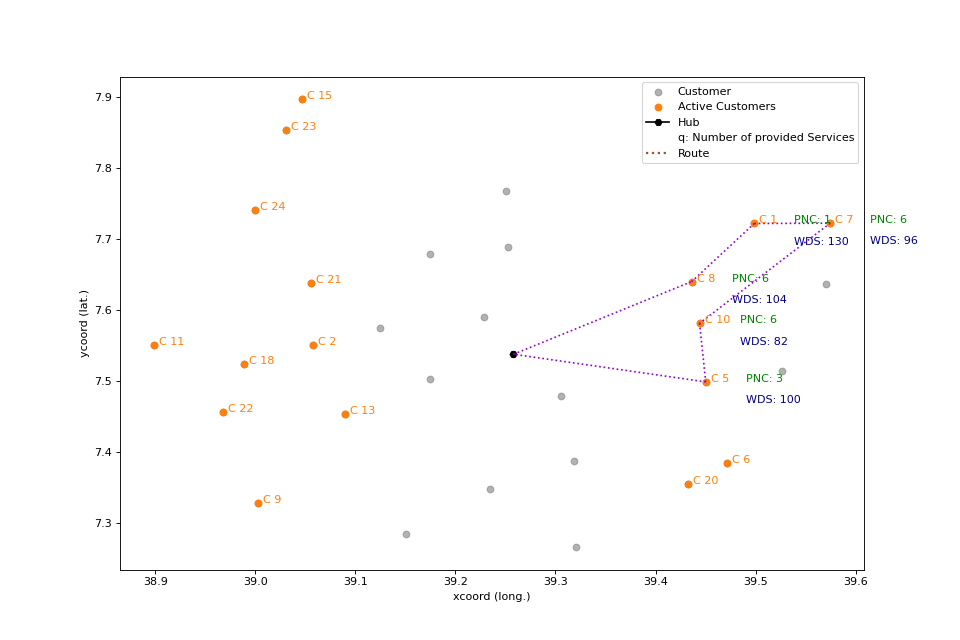 Customer
Active Customers
Hub
q: Number of provided Services
Route
7.9
7.8
7.7
7.6
7.5
7.4
7.3
ycoord (lat.)
C 15
C 23
C 24
C 1
PNC: 1
WDS: 130
C 7
PNC: 6
WDS: 96
C 21
C 8
PNC: 6
WDS: 104
C 10
PNC: 6
WDS: 82
C 11
C 2
C 18
C 5
PNC: 3
WDS: 100
C 22
C 13
C 6
C 20
C 9
38.9
39.0
39.1
39.2
39.3
39.4
39.5
39.6
xcoord (long.)